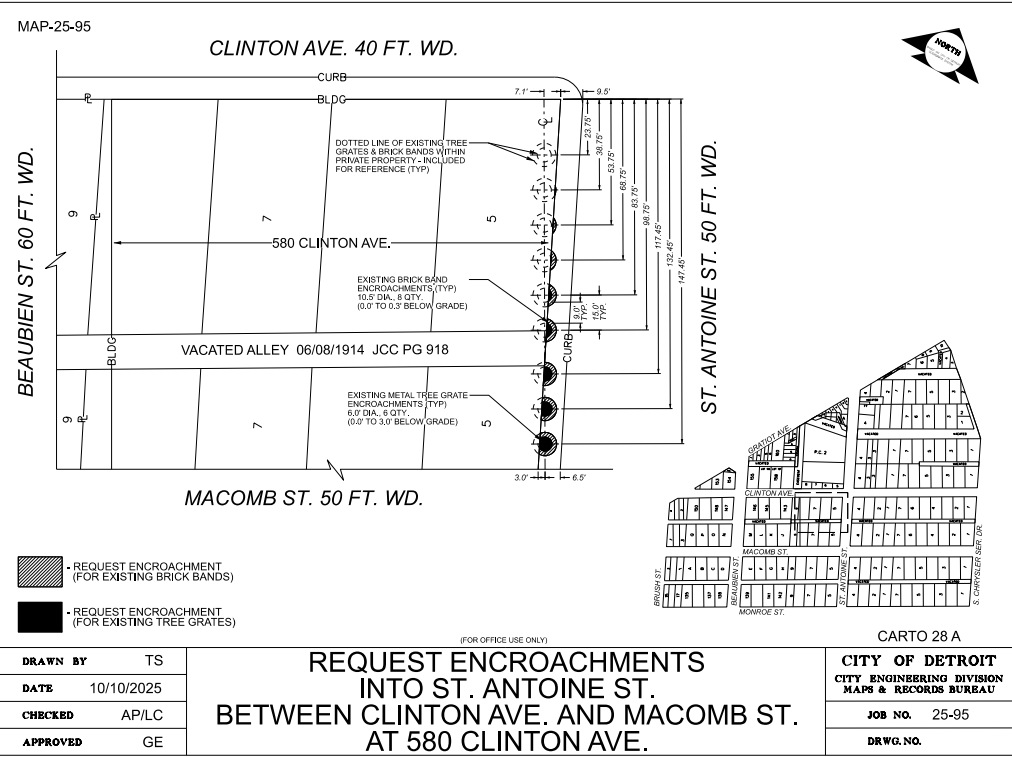 MAP-25-95
CLINTON AVE. 40 FT. WD.
NORTH
CURB
BLDG
7.1'
9.5'
PL
CL
23.75'
38.75'
53.75'
68.75'
83.75'
98.75'
117.45'
132.45'
147.45'
DOTTED LINE OF EXISTING TREE
GRATES & BRICK BANDS WITHIN
PRIVATE PROPERTY - INCLUDED
FOR REFERENCE (TYP)
BEAUBIEN ST. 60 FT. WD.
9
PL
7
5
580 CLINTON AVE.
ST. ANTOINE ST. 50 FT. WD.
EXISTING BRICK BAND
ENCROACHMENTS (TYP)
10.5' DIA., 8 QTY.
(0.0' TO 0.3' BELOW GRADE)
9.0'
TYP.
15.0'
TYP.
BLDG
VACATED ALLEY 06/08/1914 JCC PG 918
CURB
EXISTING METAL TREE GRATE
ENCROACHMENTS (TYP)
6.0' DIA., 6 QTY.
(0.0' TO 3.0' BELOW GRADE)
9
PL
7
5
3.0'
6.5'
MACOMB ST. 50 FT. WD.
GRATIOT AVE.
P.C. 2
CLINTON AVE.
MACOMB ST.
BRUSH ST.
BEAUBIEN ST.
ST. ANTOINE ST.
S. CHRYSLER SER. DR.
MONROE ST.
- REQUEST ENCROACHMENT
(FOR EXISTING BRICK BANDS)
- REQUEST ENCROACHMENT
(FOR EXISTING TREE GRATES)
(FOR OFFICE USE ONLY)
CARTO 28 A
DRAWN BY TS
DATE 10/10/2025
CHECKED AP/LC
APPROVED GE
REQUEST ENCROACHMENTS
INTO ST. ANTOINE ST.
BETWEEN CLINTON AVE. AND MACOMB ST.
AT 580 CLINTON AVE.
CITY OF DETROIT
CITY ENGINEERING DIVISION
MAPS & RECORDS BUREAU
JOB NO. 25-95
DRWG. NO.